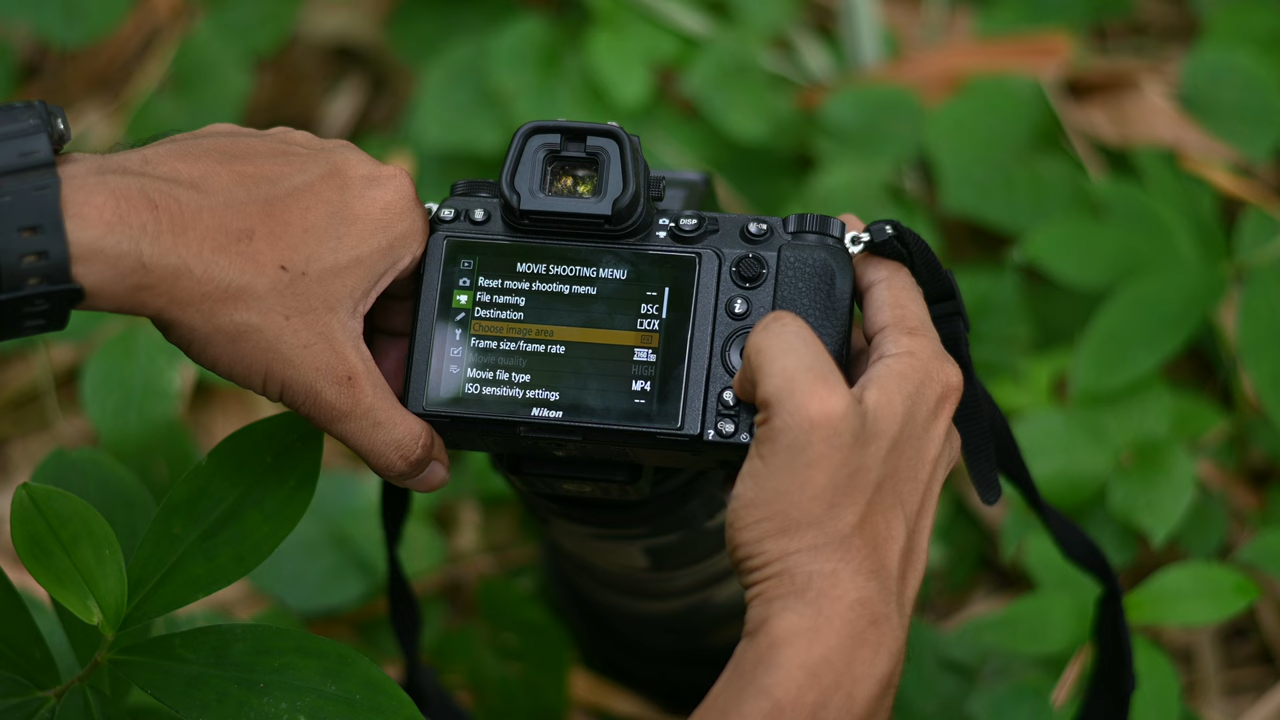 DISP
MOVIE SHOOTING MENU
Reset movie shooting menu --
File naming DSC
Destination C/X
Choose image area
Frame size/frame rate 2160
Movie quality HIGH
Movie file type MP4
ISO sensitivity settings --
Nikon
i
?